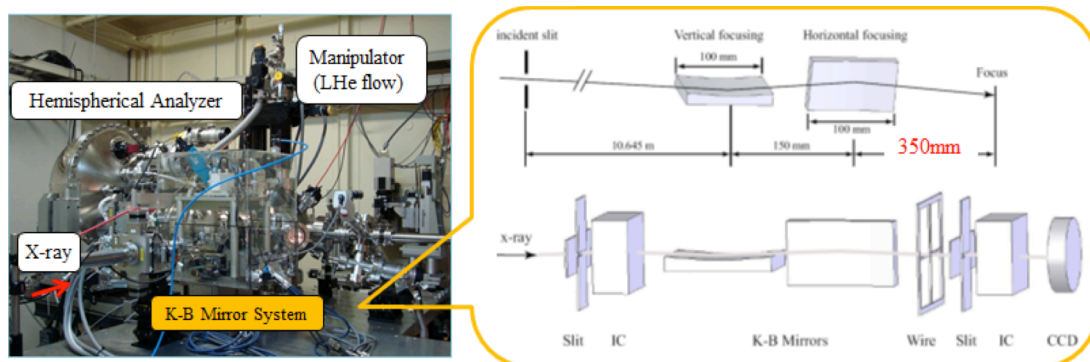 Manipulator
(LHe flow)
Hemispherical Analyzer
X-ray
K-B Mirror System
incident slit
Vertical focusing
Horizontal focusing
100 mm
Focus
100 mm
10.645 m
150 mm
350mm
x-ray
Slit
IC
K-B Mirrors
Wire
Slit
IC
CCD